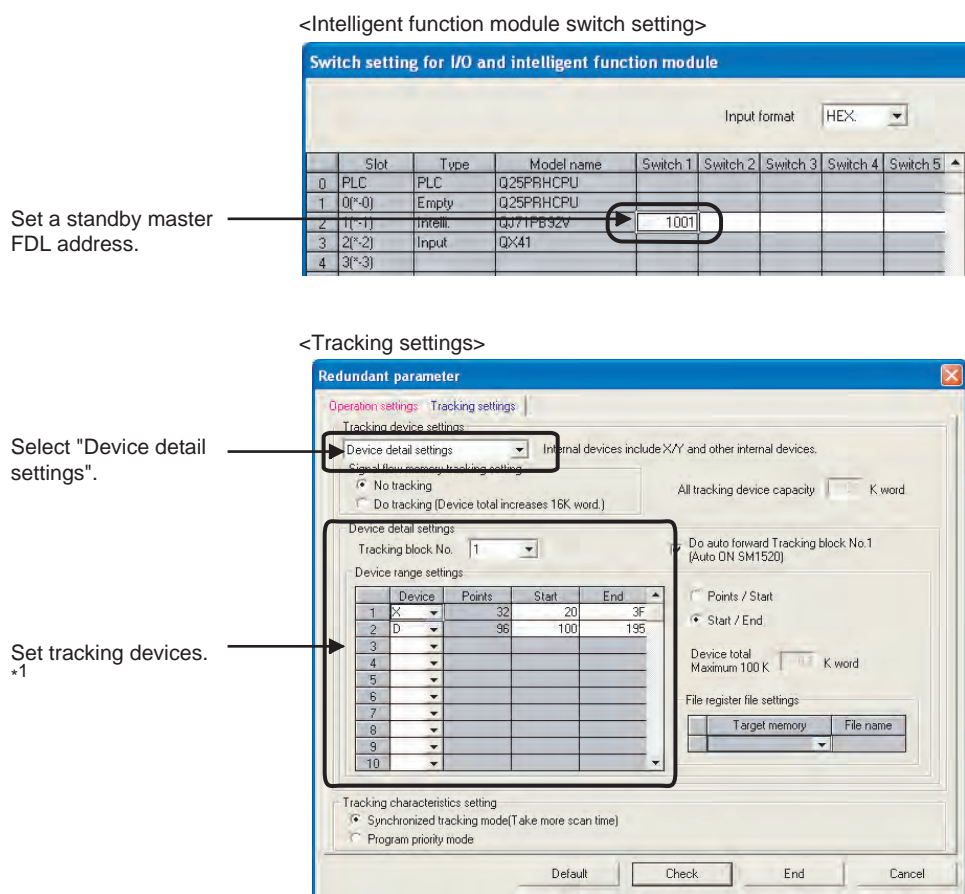 <Intelligent function module switch setting>
Switch setting for I/O and intelligent function module
Input format HEX.
Slot Type Model name Switch 1 Switch 2 Switch 3 Switch 4 Switch 5
0 PLC PLC Q25PRHCPU
1 0(*-0) Empty Q25PRHCPU
2 1(*-1) Intelli. QJ71PB92V 1001
3 2(*-2) Input QX41
4 3(*-3)
Set a standby master
FDL address.
<Tracking settings>
Redundant parameter
Operation settings Tracking settings
Tracking device settings
Device detail settings Internal devices include X/Y and other internal devices.
Select "Device detail
settings".
Signal flow memory tracking setting
No tracking
Do tracking (Device total increases 16K word.)
All tracking device capacity K word
Device detail settings
Tracking block No. 1
Do auto forward Tracking block No.1
(Auto ON SM1520)
Device range settings
Device Points Start End
1 X 32 20 3F
2 D 96 100 195
3
4
5
6
7
8
9
10
Points / Start
Start / End
Device total
Maximum 100 K K word
File register file settings
Target memory File name
Set tracking devices.
*1
Tracking characteristics setting
Synchronized tracking mode(Take more scan time)
Program priority mode
Default Check End Cancel